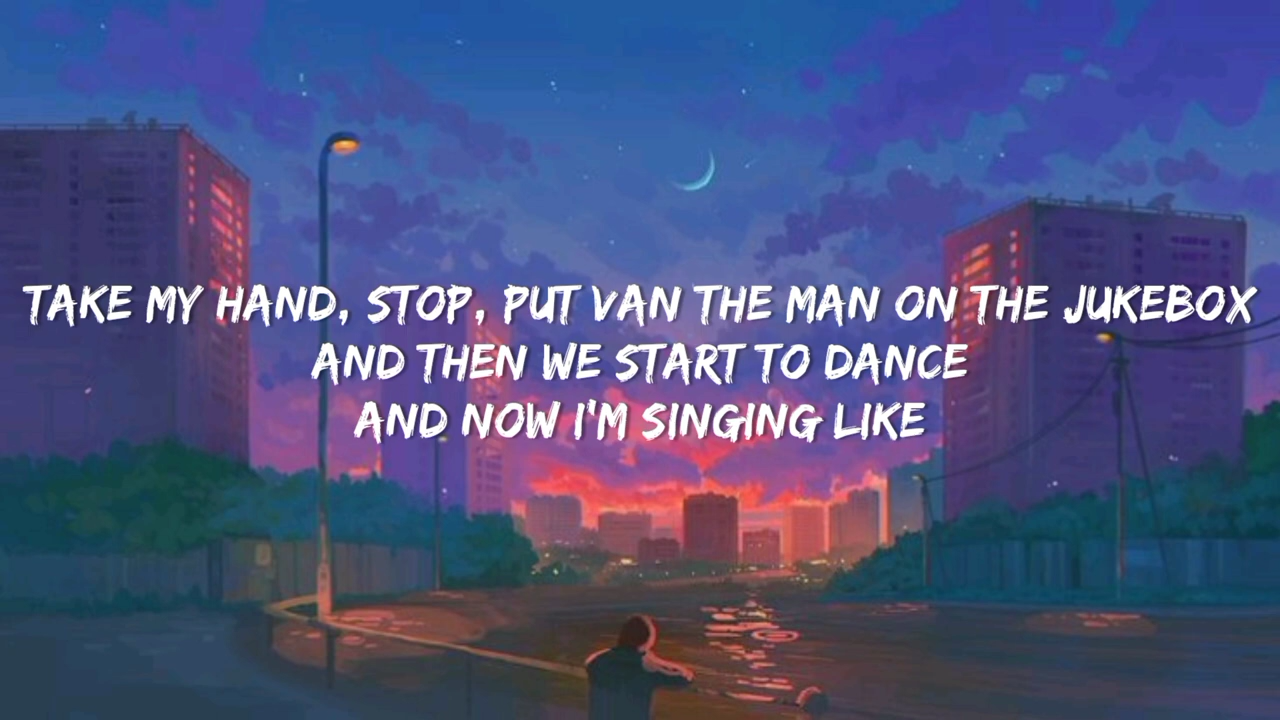 TAKE MY HAND, STOP, PUT VAN THE MAN ON THE JUKEBOX
AND THEN WE START TO DANCE
AND NOW I'M SINGING LIKE